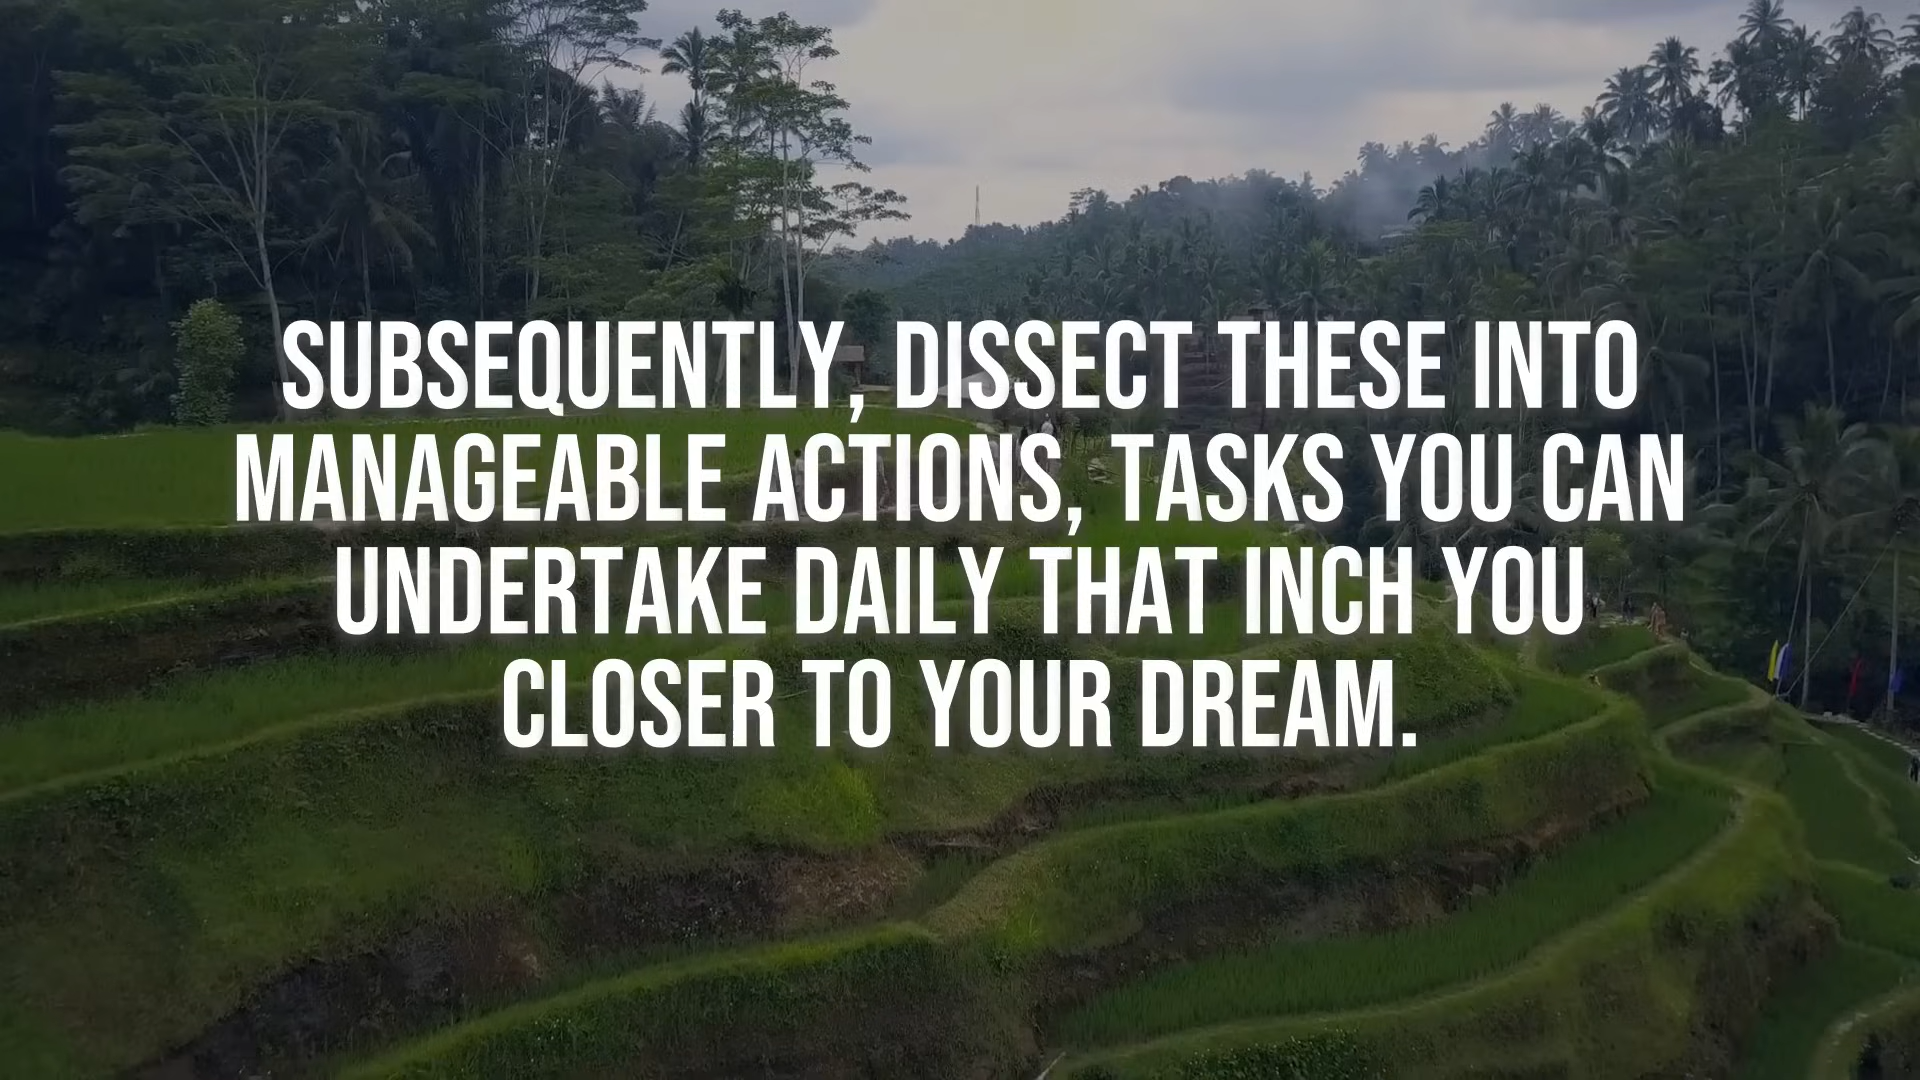 SUBSEQUENTLY, DISSECT THESE INTO
MANAGEABLE ACTIONS, TASKS YOU CAN
UNDERTAKE DAILY THAT INCH YOU
CLOSER TO YOUR DREAM.